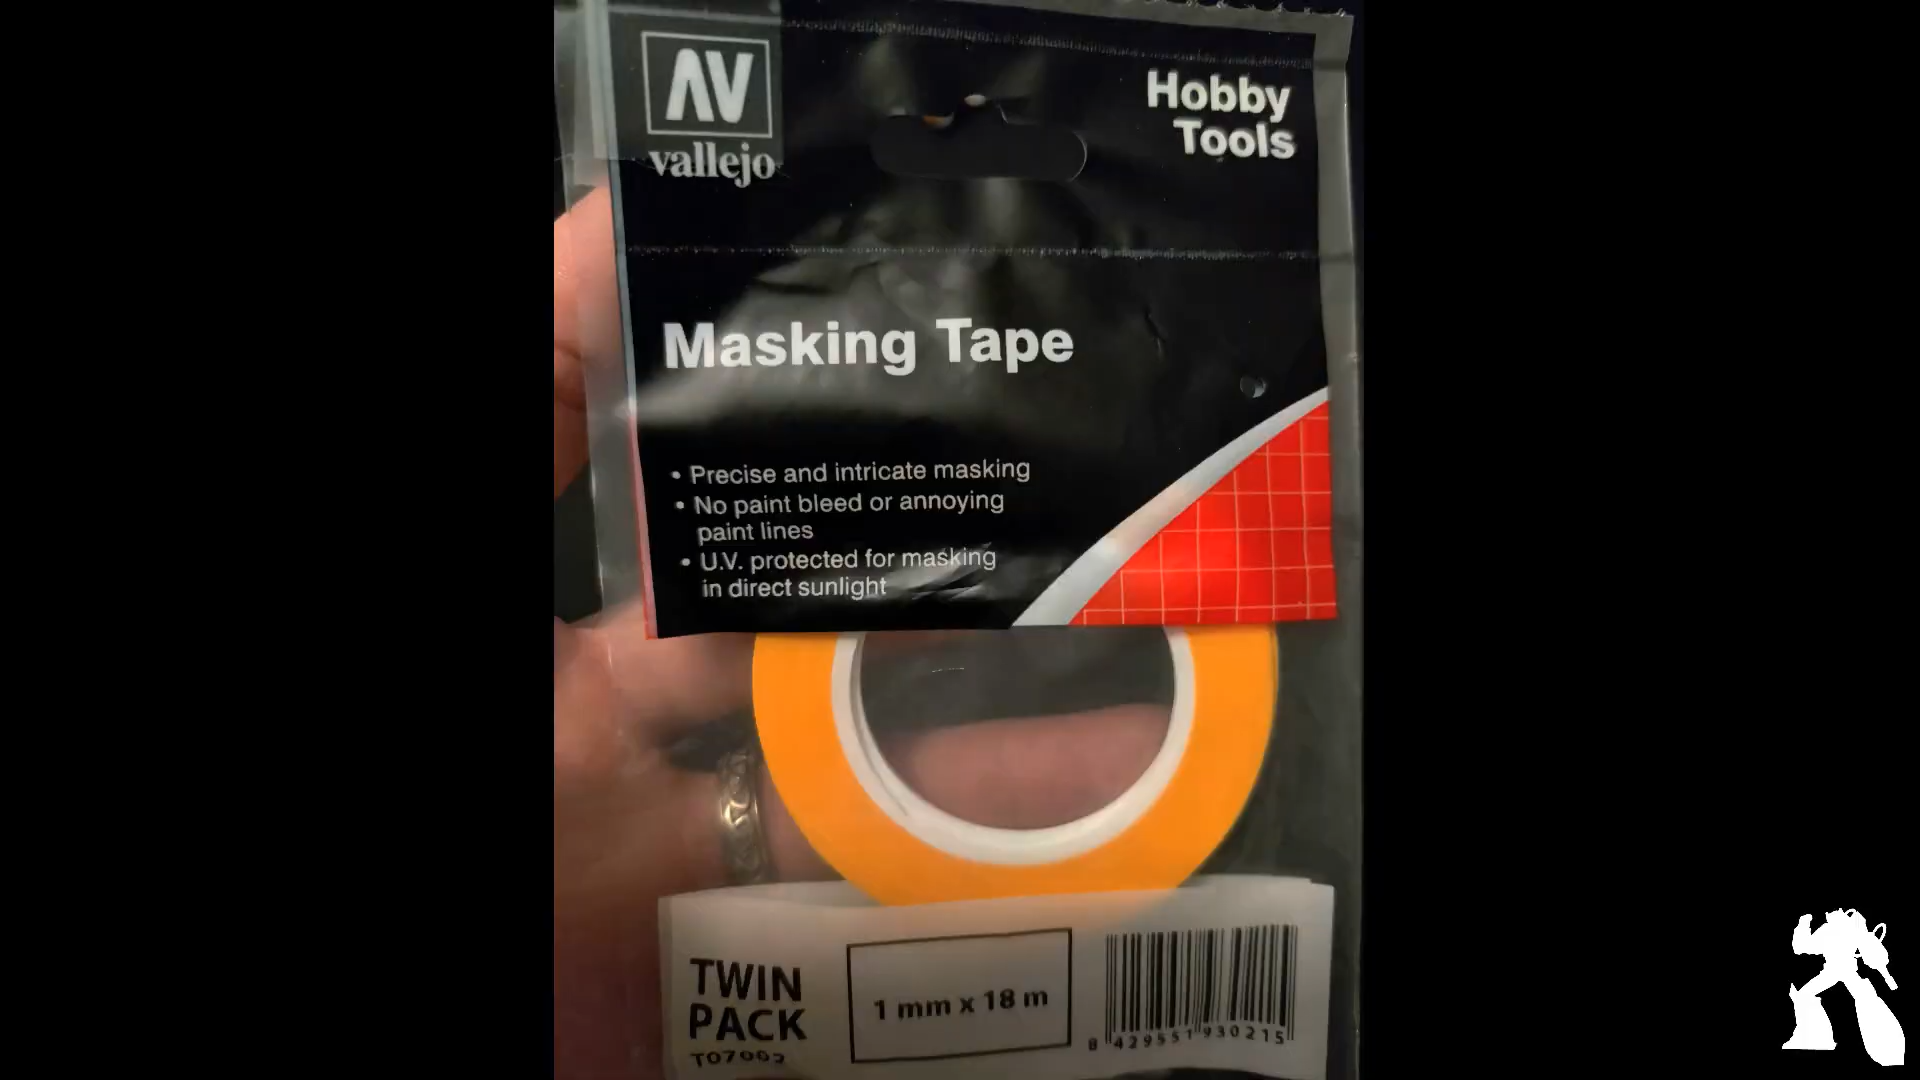 AV
vallejo
Hobby
Tools
Masking Tape
• Precise and intricate masking
• No paint bleed or annoying
paint lines
• U.V. protected for masking
in direct sunlight
TWIN
PACK
T07002
1 mm x 18 m
8 429551 930215